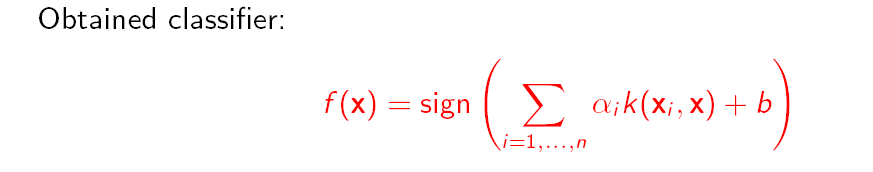 Obtained classifier:
f(x) = sign ( ∑_{i=1,...,n} α_i k(x_i, x) + b )